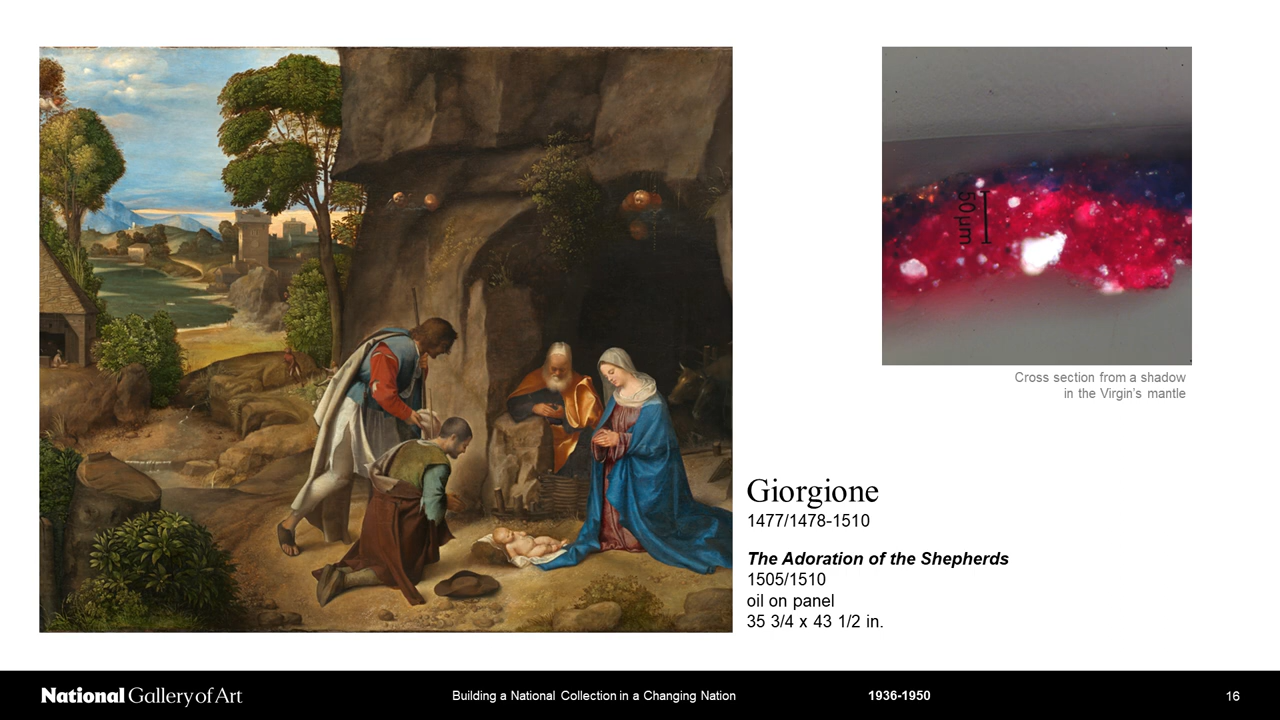 50µm
Cross section from a shadow
in the Virgin's mantle
Giorgione
1477/1478-1510
The Adoration of the Shepherds
1505/1510
oil on panel
35 3/4 x 43 1/2 in.
National Gallery of Art
Building a National Collection in a Changing Nation
1936-1950
16